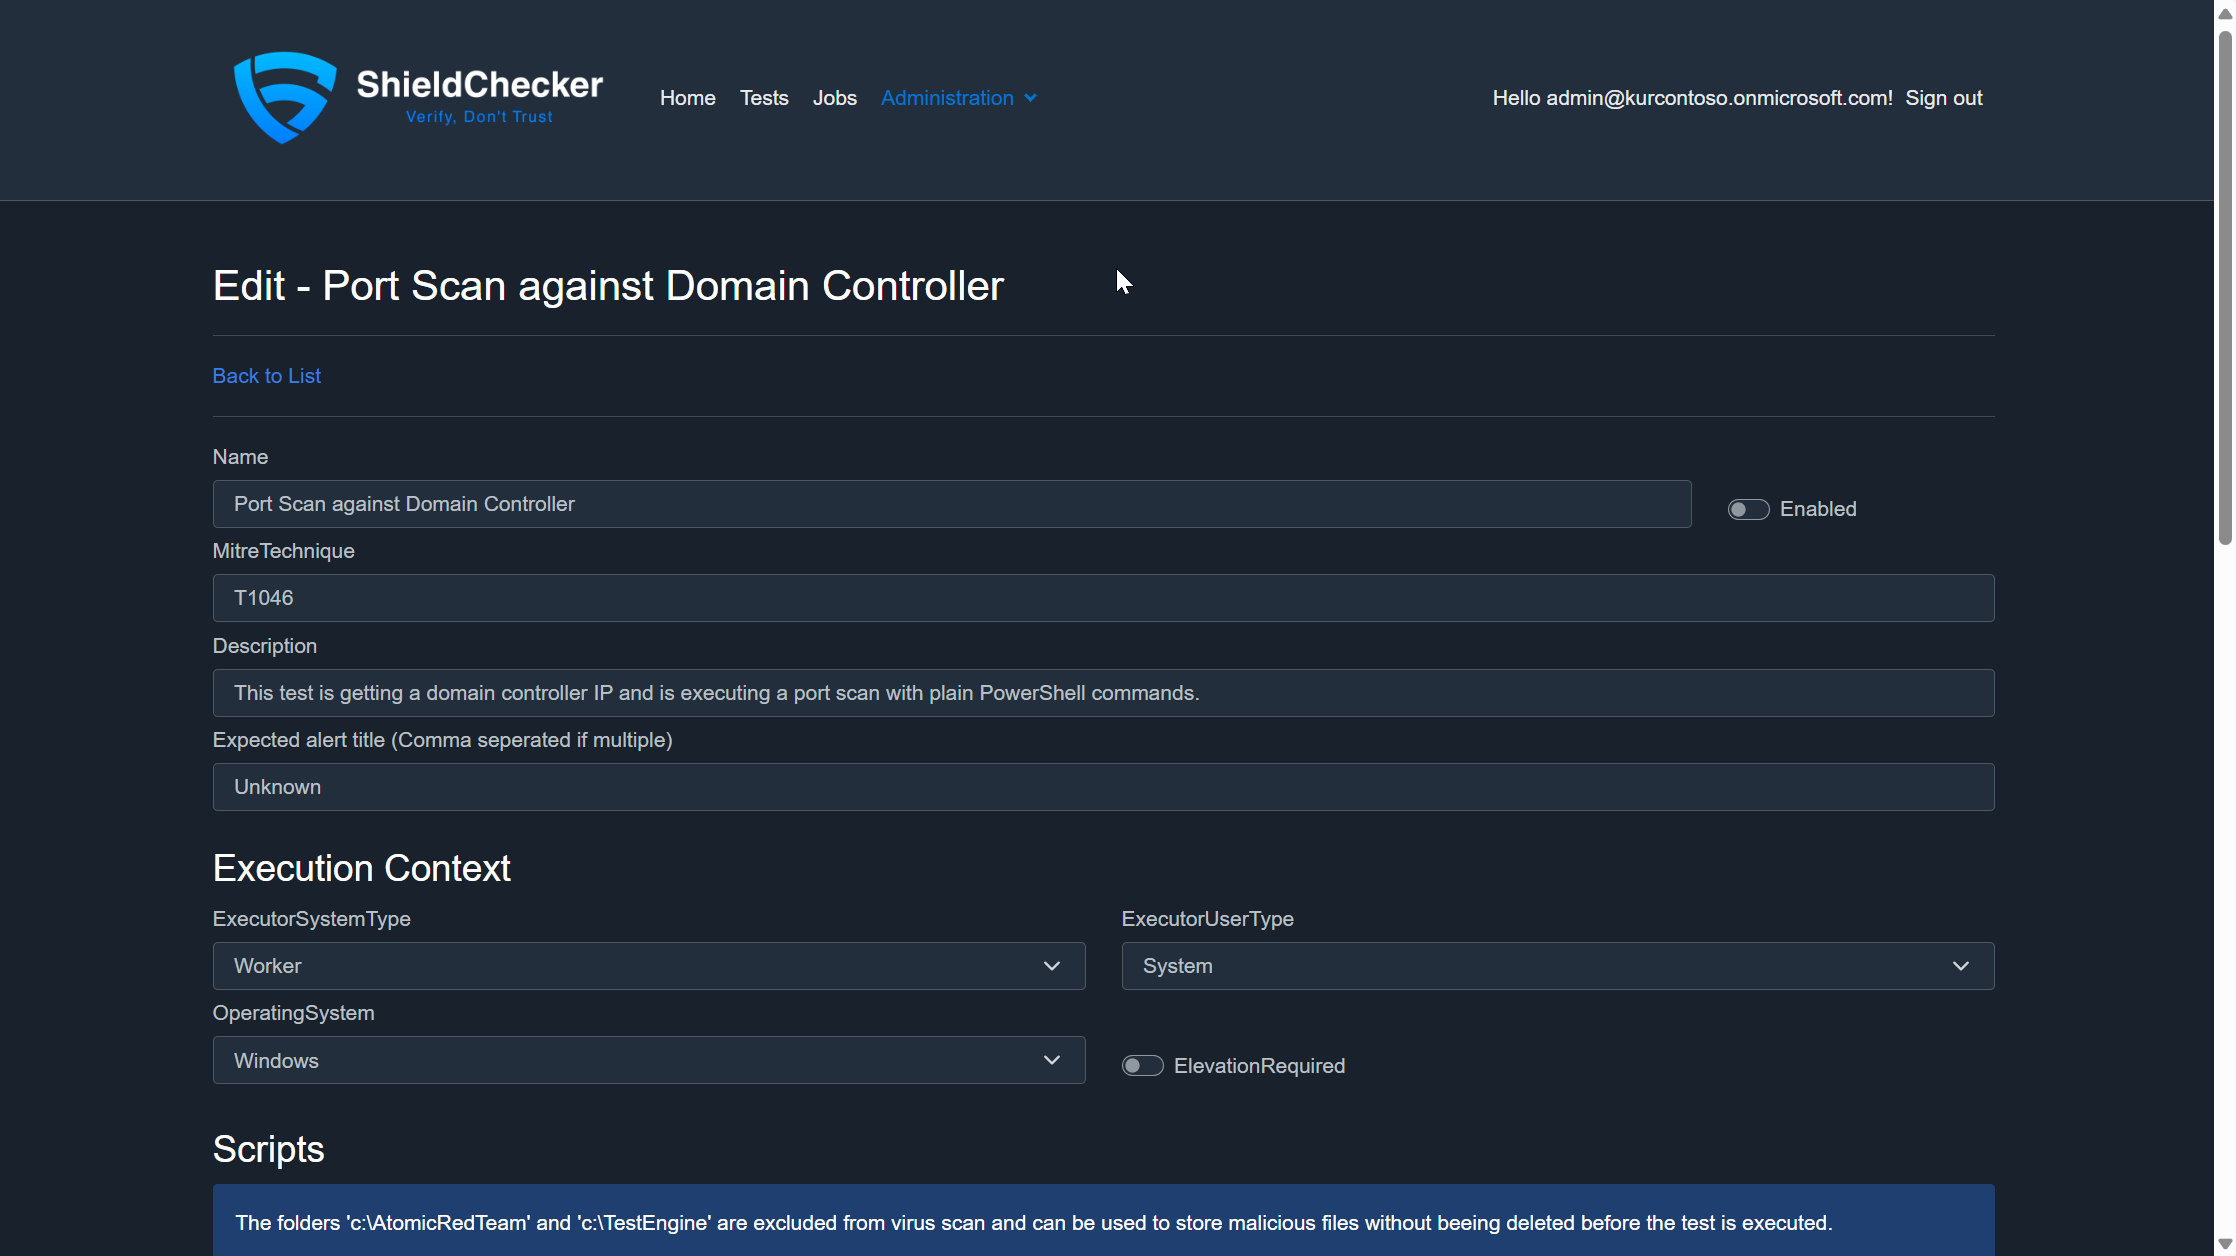 ShieldChecker
Verify, Don't Trust
Home Tests Jobs Administration
Hello admin@kurcontoso.onmicrosoft.com! Sign out
Edit - Port Scan against Domain Controller
Back to List
Name
Port Scan against Domain Controller
Enabled
MitreTechnique
T1046
Description
This test is getting a domain controller IP and is executing a port scan with plain PowerShell commands.
Expected alert title (Comma seperated if multiple)
Unknown
Execution Context
ExecutorSystemType
Worker
ExecutorUserType
System
OperatingSystem
Windows
ElevationRequired
Scripts
The folders 'c:\AtomicRedTeam' and 'c:\TestEngine' are excluded from virus scan and can be used to store malicious files without beeing deleted before the test is executed.